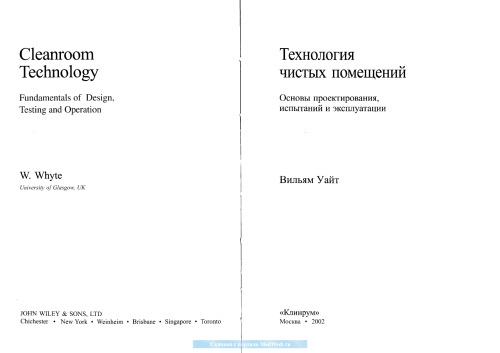 Cleanroom
Technology
Fundamentals of Design,
Testing and Operation
W. Whyte
University of Glasgow, UK
JOHN WILEY & SONS, LTD
Chichester • New York • Weinheim • Brisbane • Singapore • Toronto
Технология
чистых помещений
Основы проектирования,
испытаний и эксплуатации
Вильям Уайт
«Клинрум»
Москва • 2002